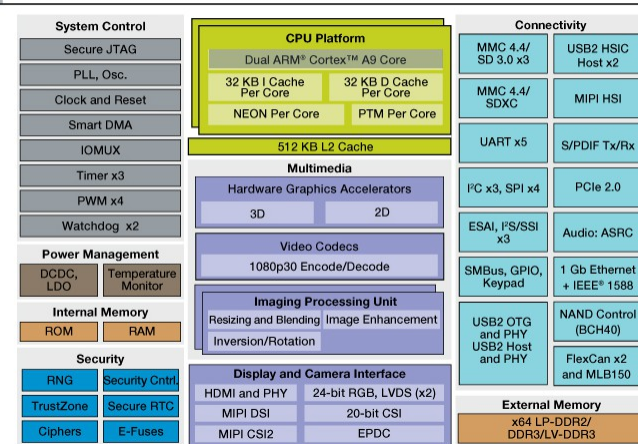 System Control
Secure JTAG
PLL, Osc.
Clock and Reset
Smart DMA
IOMUX
Timer x3
PWM x4
Watchdog x2
Power Management
DCDC,
LDO
Temperature
Monitor
Internal Memory
ROM
RAM
Security
RNG
Security Cntrl.
TrustZone
Secure RTC
Ciphers
E-Fuses
CPU Platform
Dual ARM® Cortex™ A9 Core
32 KB I Cache
Per Core
32 KB D Cache
Per Core
NEON Per Core
PTM Per Core
512 KB L2 Cache
Multimedia
Hardware Graphics Accelerators
3D
2D
Video Codecs
1080p30 Encode/Decode
Imaging Processing Unit
Resizing and Blending
Image Enhancement
Inversion/Rotation
Display and Camera Interface
HDMI and PHY
24-bit RGB, LVDS (x2)
MIPI DSI
20-bit CSI
MIPI CSI2
EPDC
Connectivity
MMC 4.4/
SD 3.0 x3
USB2 HSIC
Host x2
MMC 4.4/
SDXC
MIPI HSI
UART x5
S/PDIF Tx/Rx
I²C x3, SPI x4
PCIe 2.0
ESAI, I²S/SSI
x3
Audio: ASRC
SMBus, GPIO,
Keypad
1 Gb Ethernet
+ IEEE® 1588
USB2 OTG
and PHY
USB2 Host
and PHY
NAND Control
(BCH40)
FlexCan x2
and MLB150
External Memory
x64 LP-DDR2/
DDR3/LV-DDR3